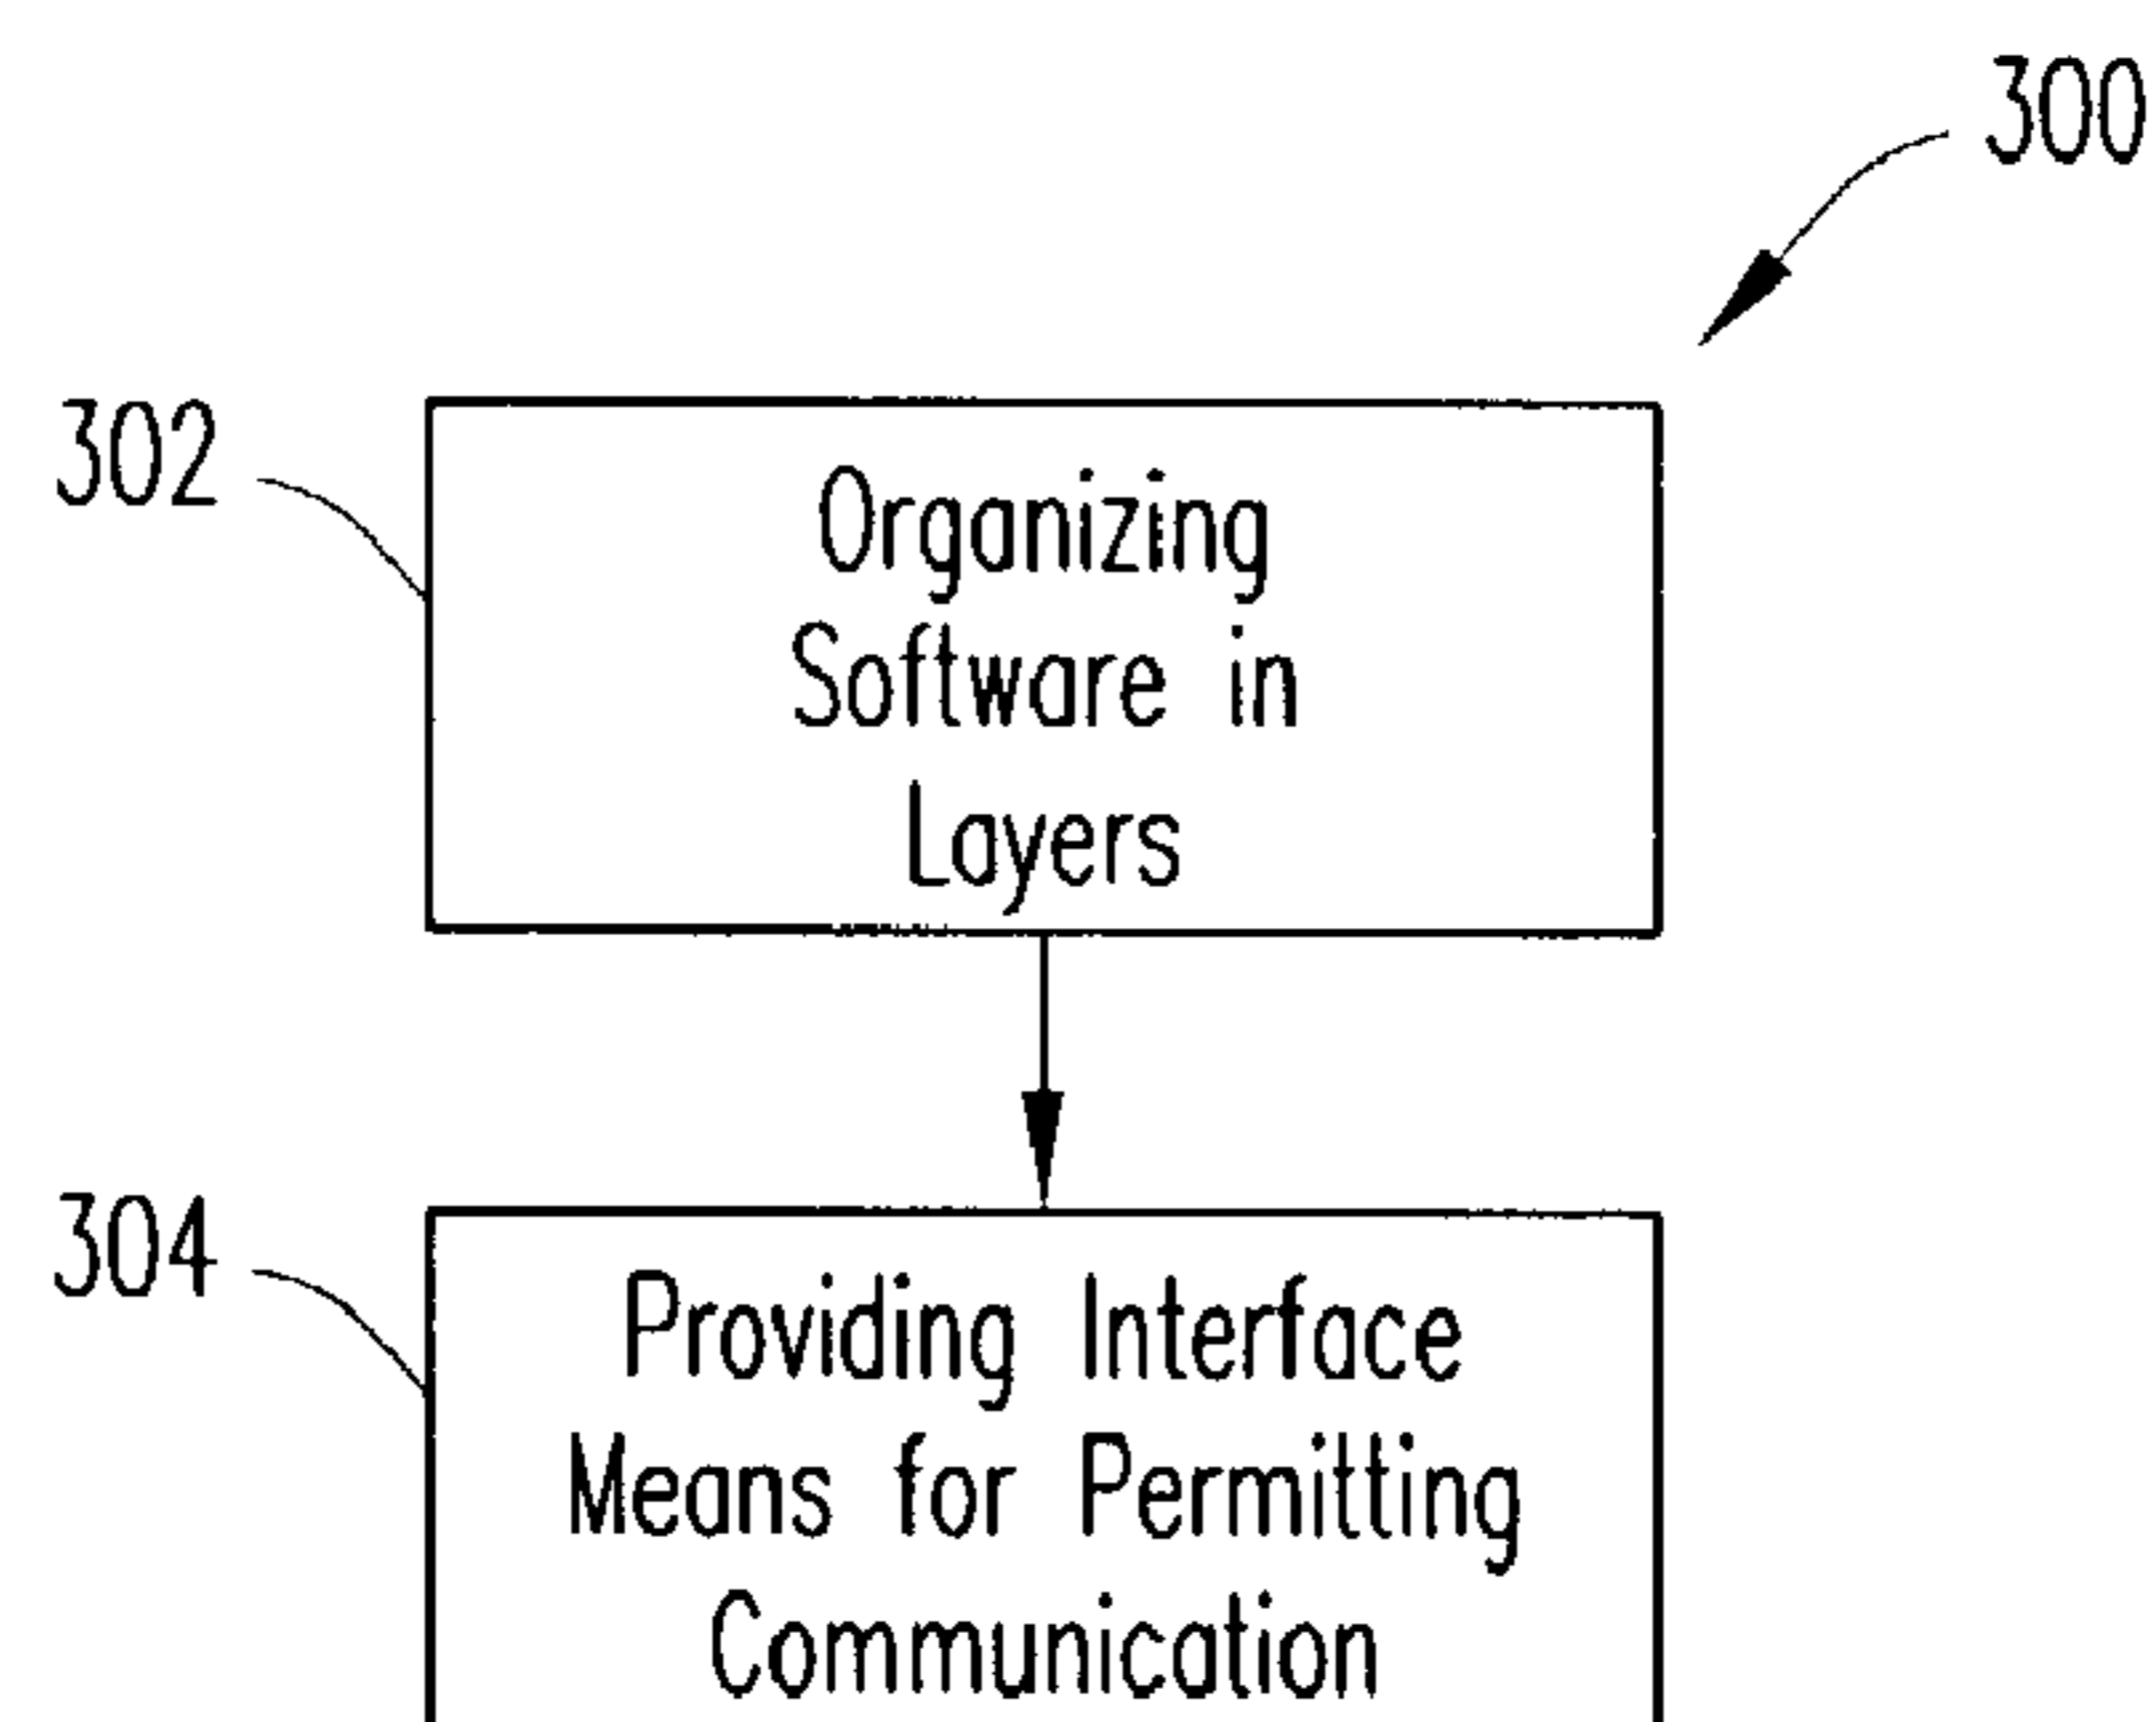 300
302
Organizing
Software in
Layers
304
Providing Interface
Means for Permitting
Communication